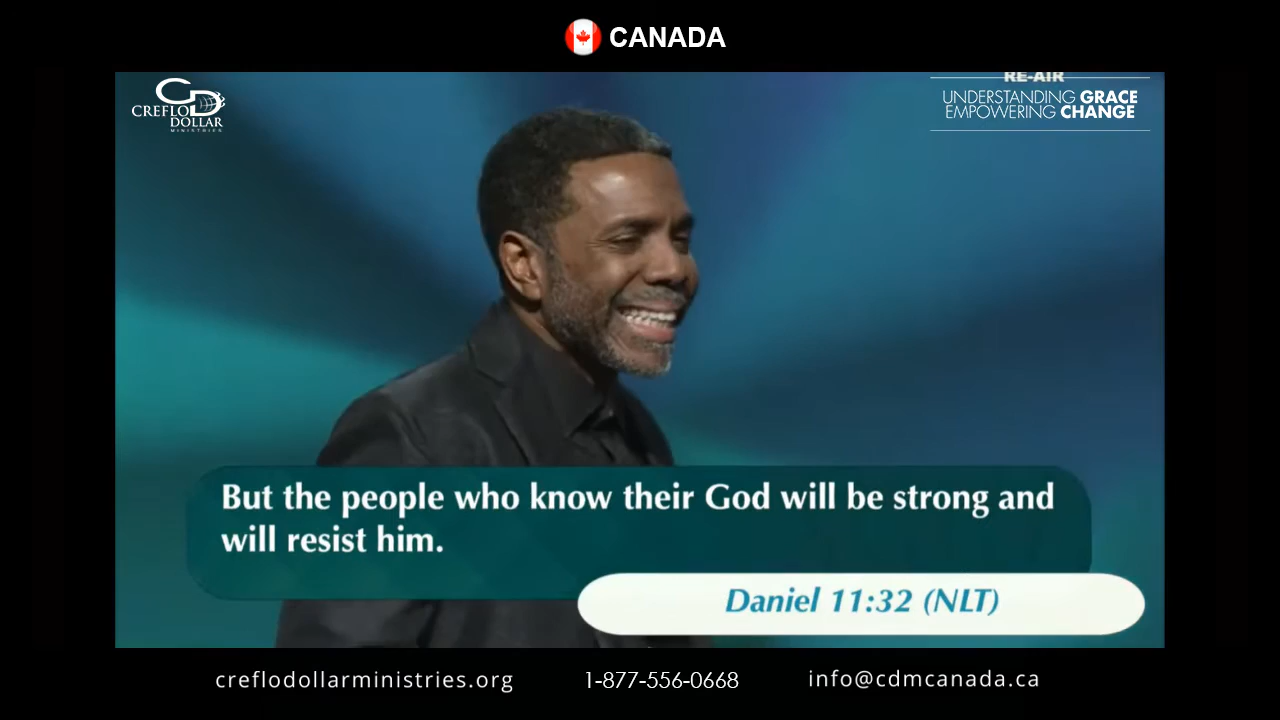 CANADA
CREFLO
DOLLAR
MINISTRIES
RE-AIR
UNDERSTANDING GRACE
EMPOWERING CHANGE
But the people who know their God will be strong and
will resist him.
Daniel 11:32 (NLT)
creflodollarministries.org
1-877-556-0668
info@cdmcanada.ca